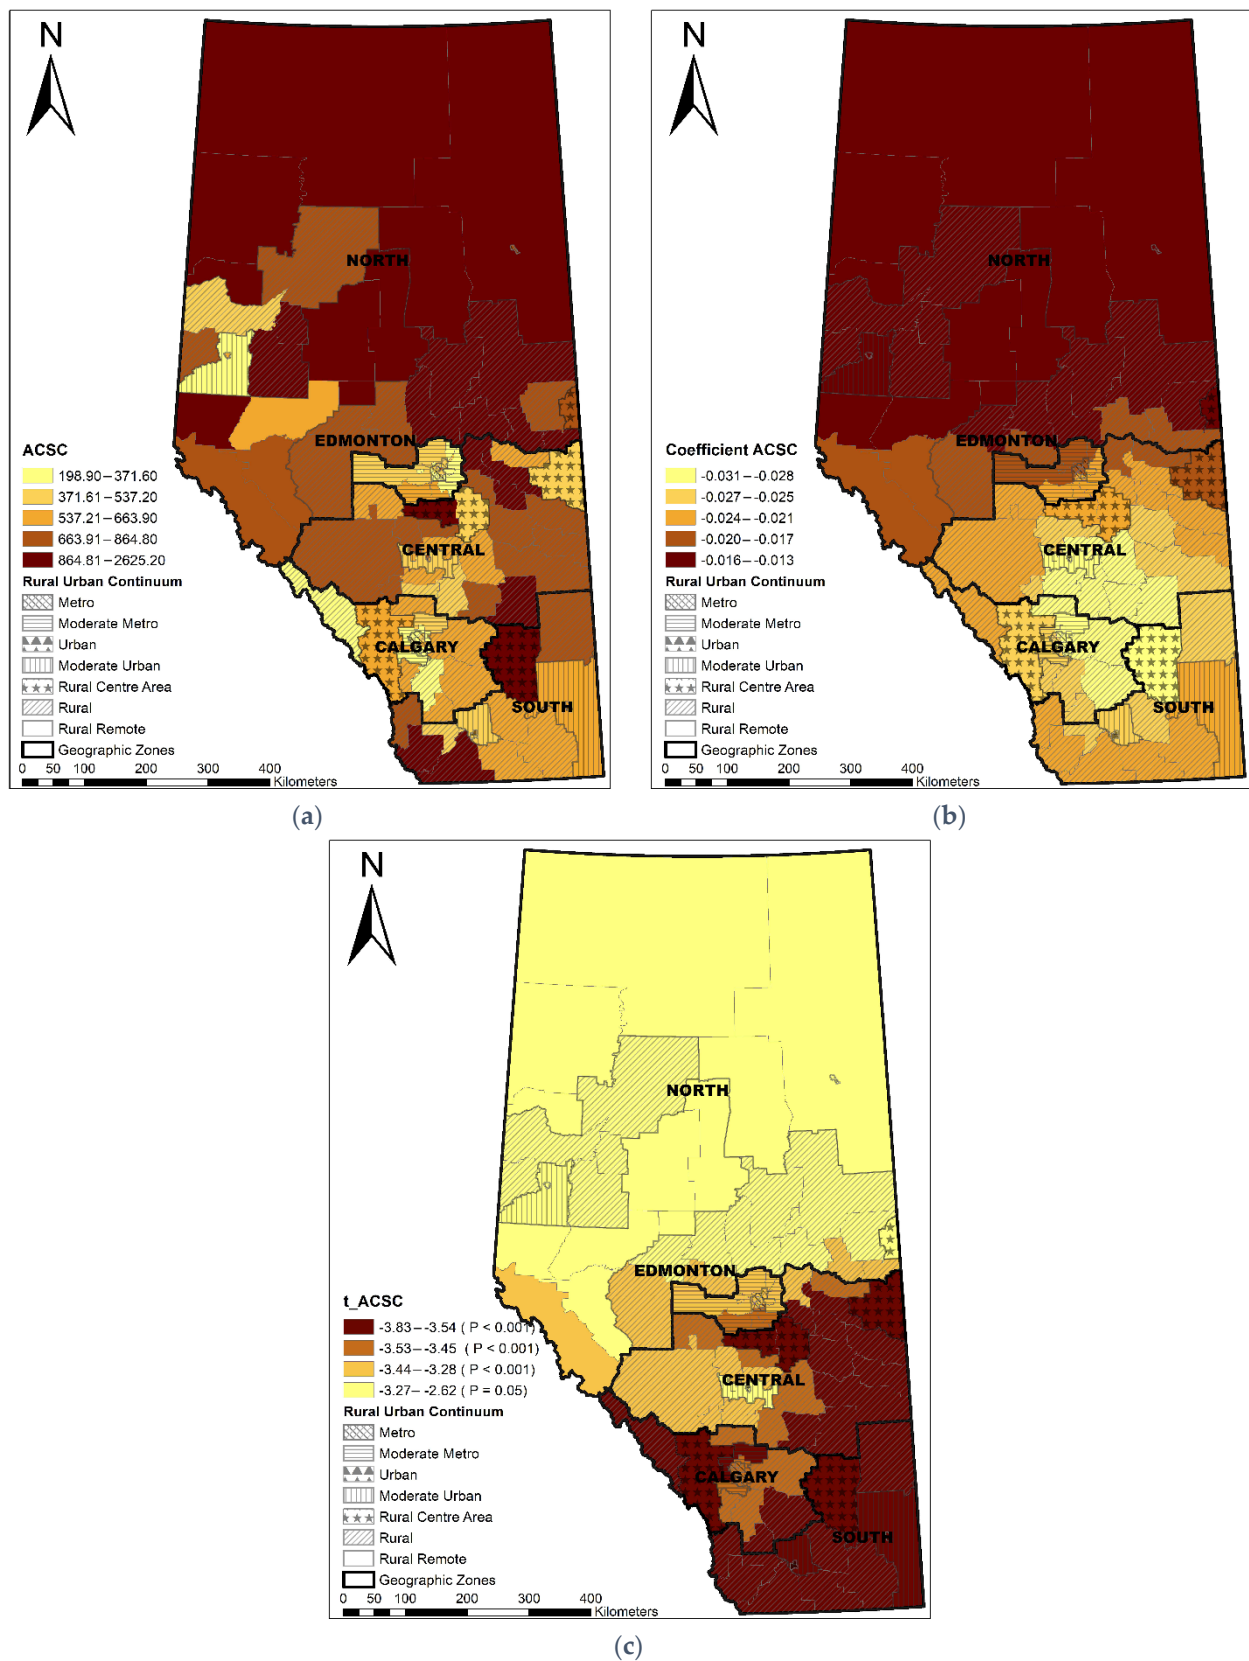 N
NORTH
EDMONTON
CENTRAL
CALGARY
SOUTH
ACSC
198.90–371.60
371.61–537.20
537.21–663.90
663.91–864.80
864.81–2625.20
Rural Urban Continuum
Metro
Moderate Metro
Urban
Moderate Urban
Rural Centre Area
Rural
Rural Remote
Geographic Zones
0 50 100 200 300 400
Kilometers
(a)
N
NORTH
EDMONTON
CENTRAL
CALGARY
SOUTH
Coefficient ACSC
-0.031 – -0.028
-0.027 – -0.025
-0.024 – -0.021
-0.020 – -0.017
-0.016 – -0.013
Rural Urban Continuum
Metro
Moderate Metro
Urban
Moderate Urban
Rural Centre Area
Rural
Rural Remote
Geographic Zones
0 50 100 200 300 400
Kilometers
(b)
N
NORTH
EDMONTON
CENTRAL
CALGARY
SOUTH
t_ACSC
-3.83 – -3.54 ( P < 0.001)
-3.53 – -3.45 ( P < 0.001)
-3.44 – -3.28 ( P < 0.001)
-3.27 – -2.62 ( P = 0.05)
Rural Urban Continuum
Metro
Moderate Metro
Urban
Moderate Urban
Rural Centre Area
Rural
Rural Remote
Geographic Zones
0 50 100 200 300 400
Kilometers
(c)